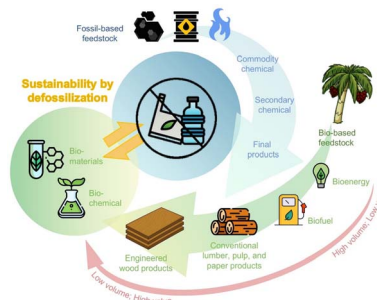 Fossil-based
feedstock
Commodity
chemical
Sustainability by
defossilization
Secondary
chemical
Bio-
materials
Final
products
Bio-based
feedstock
Bio-
chemical
Bioenergy
Biofuel
Engineered
wood products
Conventional
lumber, pulp, and
paper products
High volume; Low
Low volume;